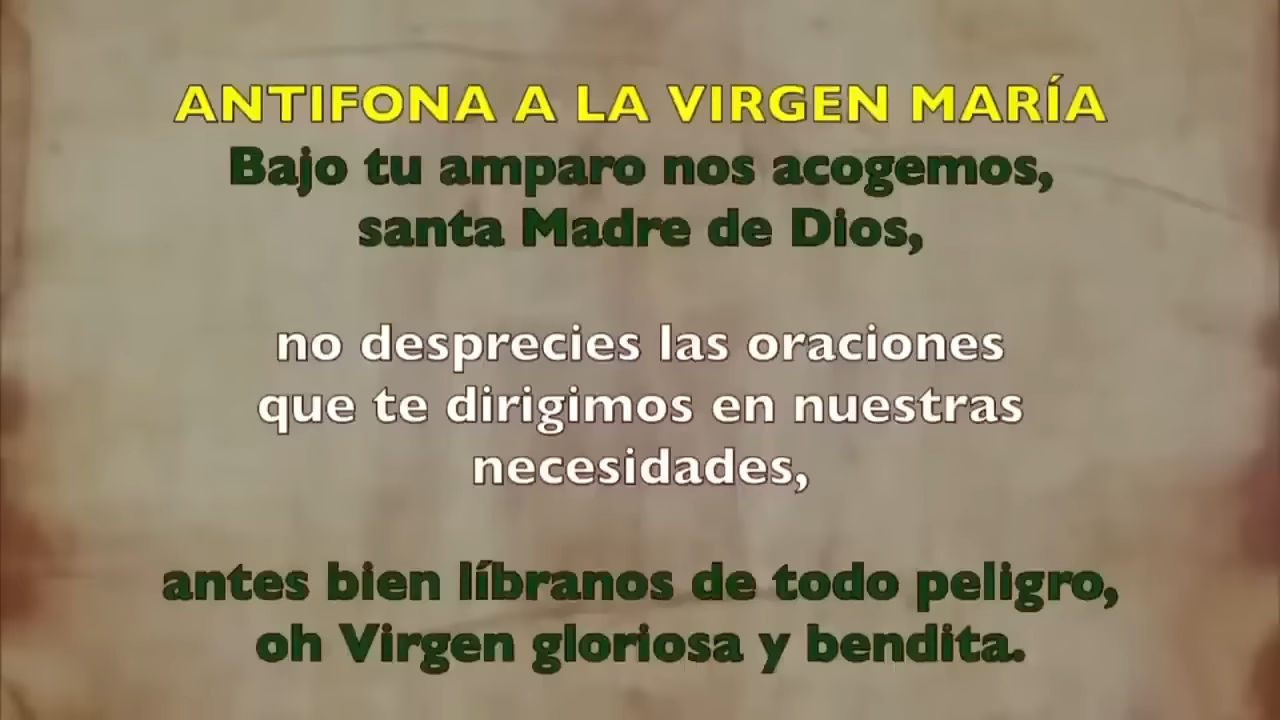 ANTIFONA A LA VIRGEN MARÍA
Bajo tu amparo nos acogemos,
santa Madre de Dios,
no desprecies las oraciones
que te dirigimos en nuestras
necesidades,
antes bien líbranos de todo peligro,
oh Virgen gloriosa y bendita.